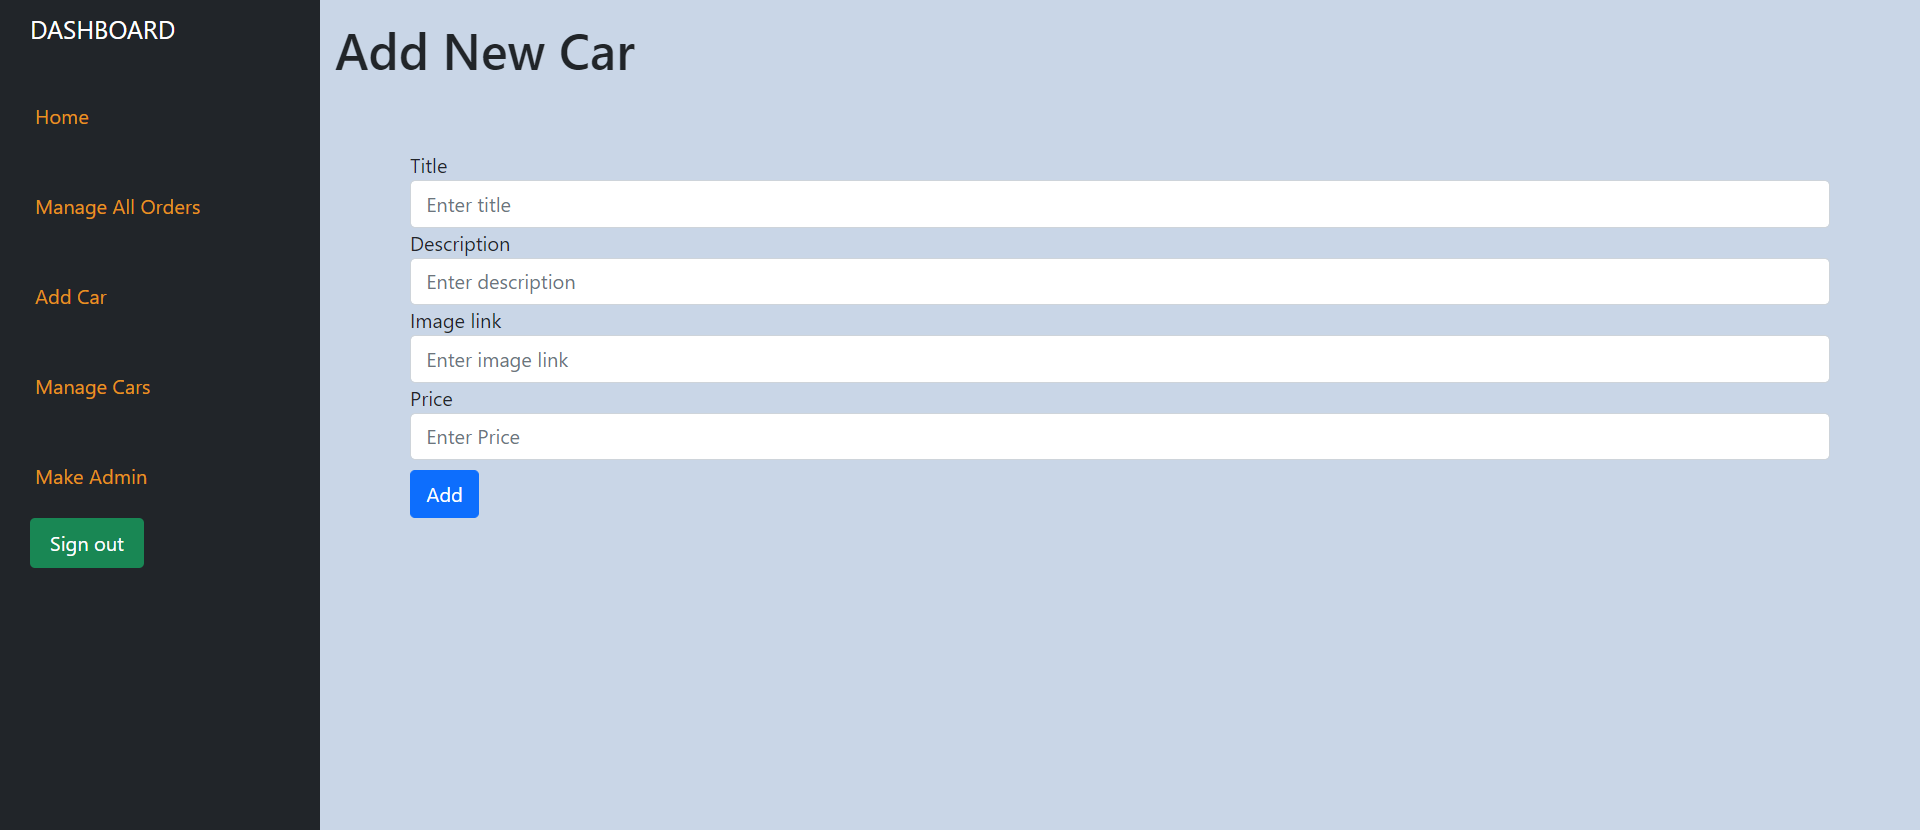 DASHBOARD
Home
Manage All Orders
Add Car
Manage Cars
Make Admin
Sign out
Add New Car
Title
Enter title
Description
Enter description
Image link
Enter image link
Price
Enter Price
Add